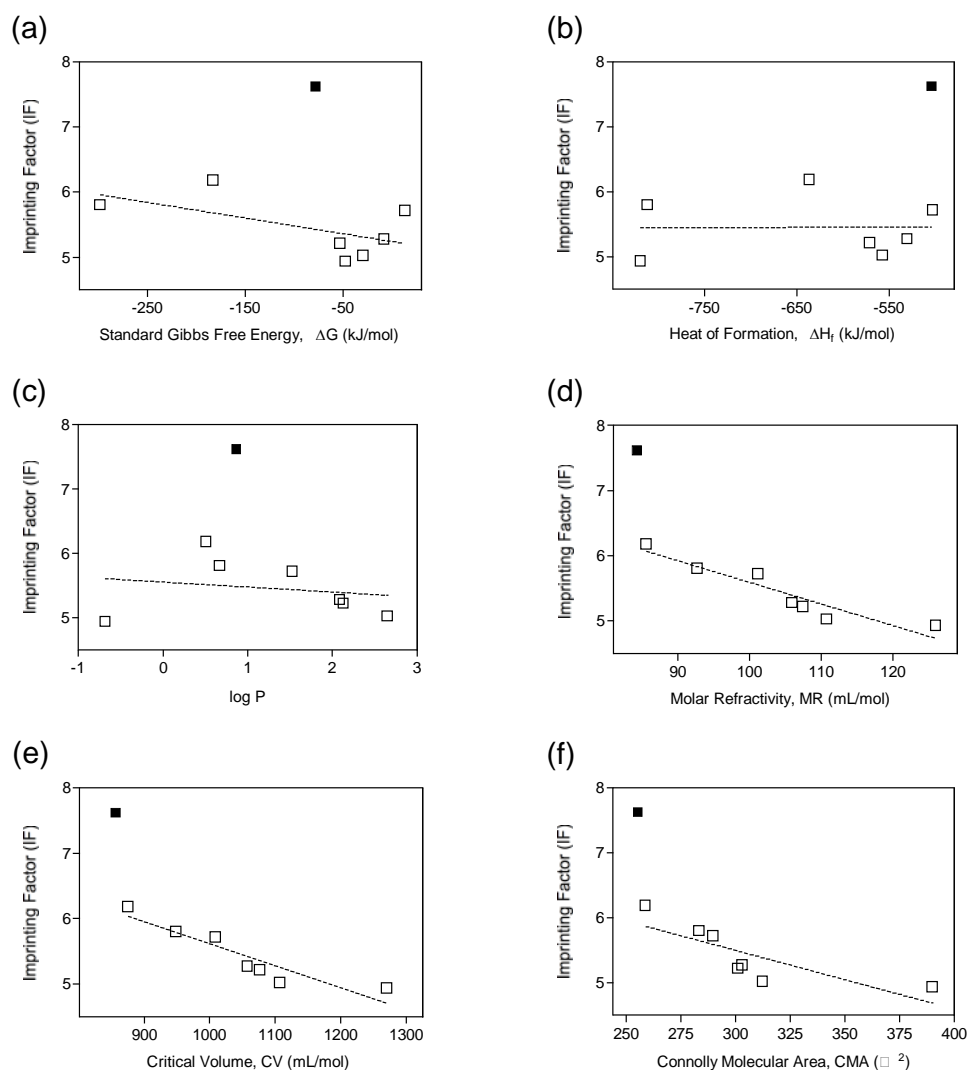 (a)
Imprinting Factor (IF)
8
7
6
5
-250 -150 -50
Standard Gibbs Free Energy, ΔG (kJ/mol)
(b)
Imprinting Factor (IF)
8
7
6
5
-750 -650 -550
Heat of Formation, ΔHf (kJ/mol)
(c)
Imprinting Factor (IF)
8
7
6
5
-1 0 1 2 3
log P
(d)
Imprinting Factor (IF)
8
7
6
5
90 100 110 120
Molar Refractivity, MR (mL/mol)
(e)
Imprinting Factor (IF)
8
7
6
5
900 1000 1100 1200 1300
Critical Volume, CV (mL/mol)
(f)
Imprinting Factor (IF)
8
7
6
5
250 275 300 325 350 375 400
Connolly Molecular Area, CMA (□ ²)